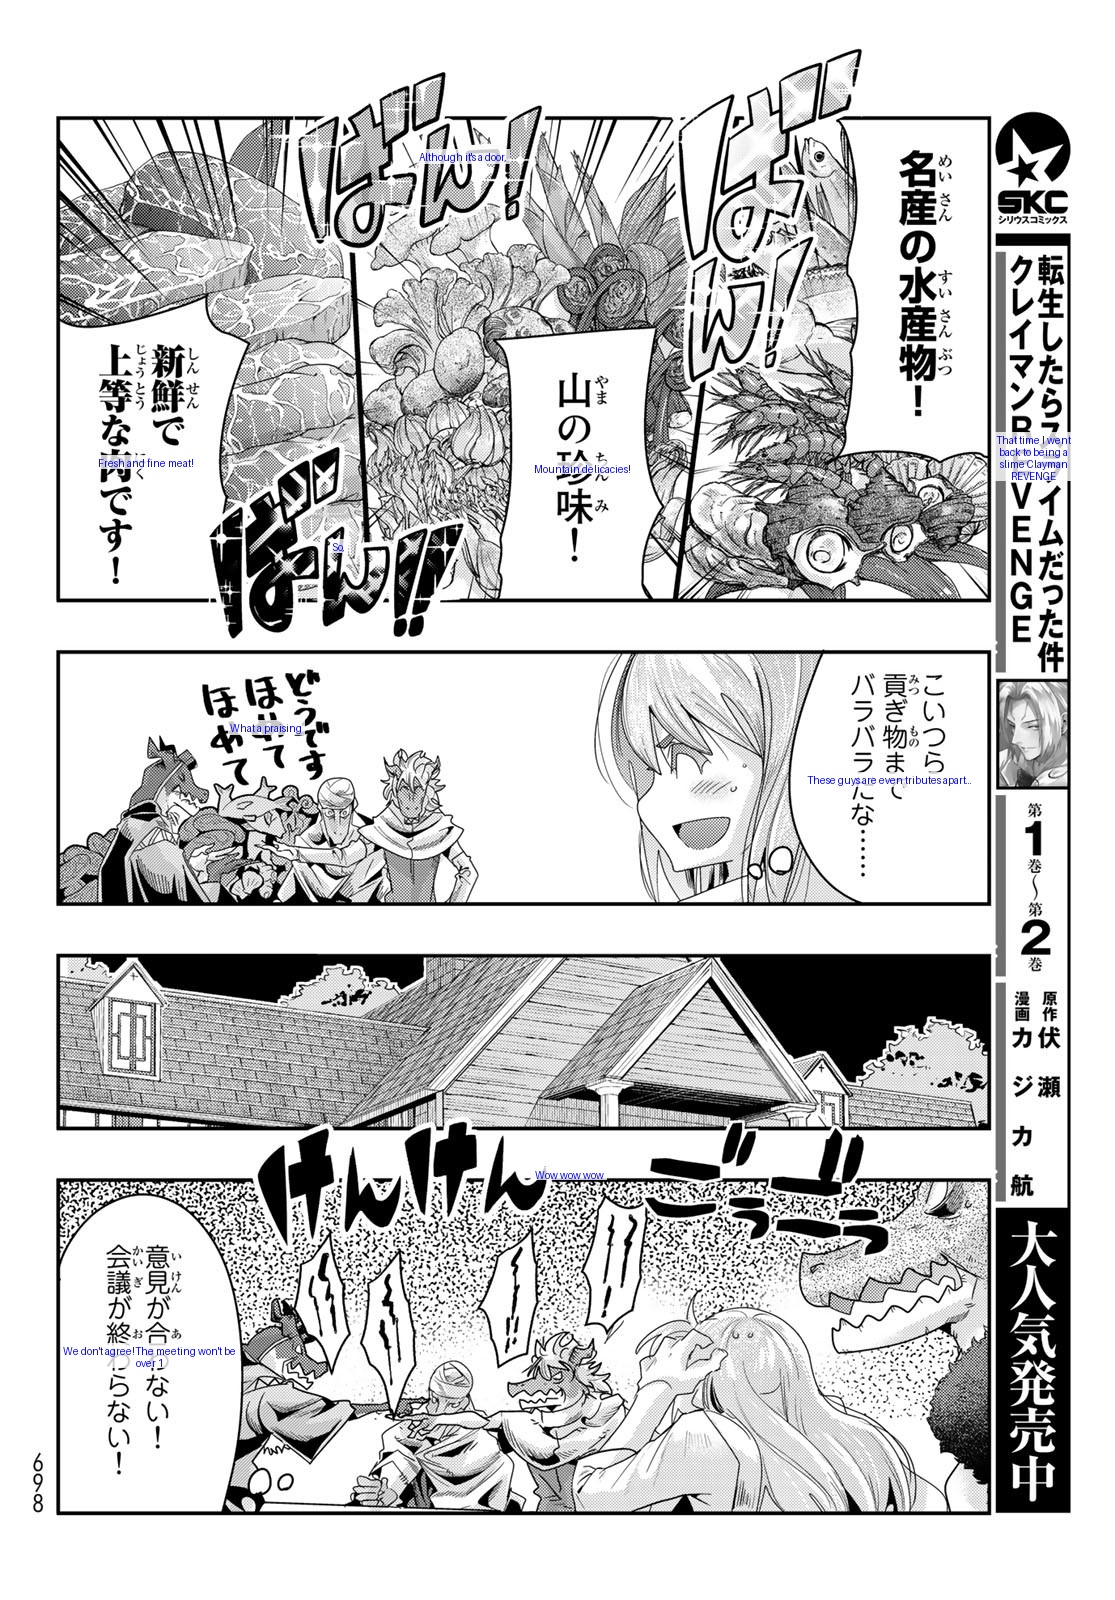 名産の水産物！
ばーん！
山の珍味！
ばーん！
Although it's a door,
Mountain delicacies!
新鮮で
上等な肉です！
Fresh and fine meat!
ばーん！！
So,
こいつら
貢ぎ物まで
バラバラだな……
These guys are even tributes apart...
どうです
ほめて
ほめて
What a praising
ごうごう
けんけん
Wow wow wow
意見が合わない！
会議が終わらない！
We don't agree! The meeting won't be
over 1
SKC
シリウスコミックス
転生したらスライムだった件
クレイマンREVENGE
That time I went
back to being a
slime Clayman
REVENGE
第1巻〜第2巻
原作 伏瀬
漫画 カジカ航
大人気発売中
698